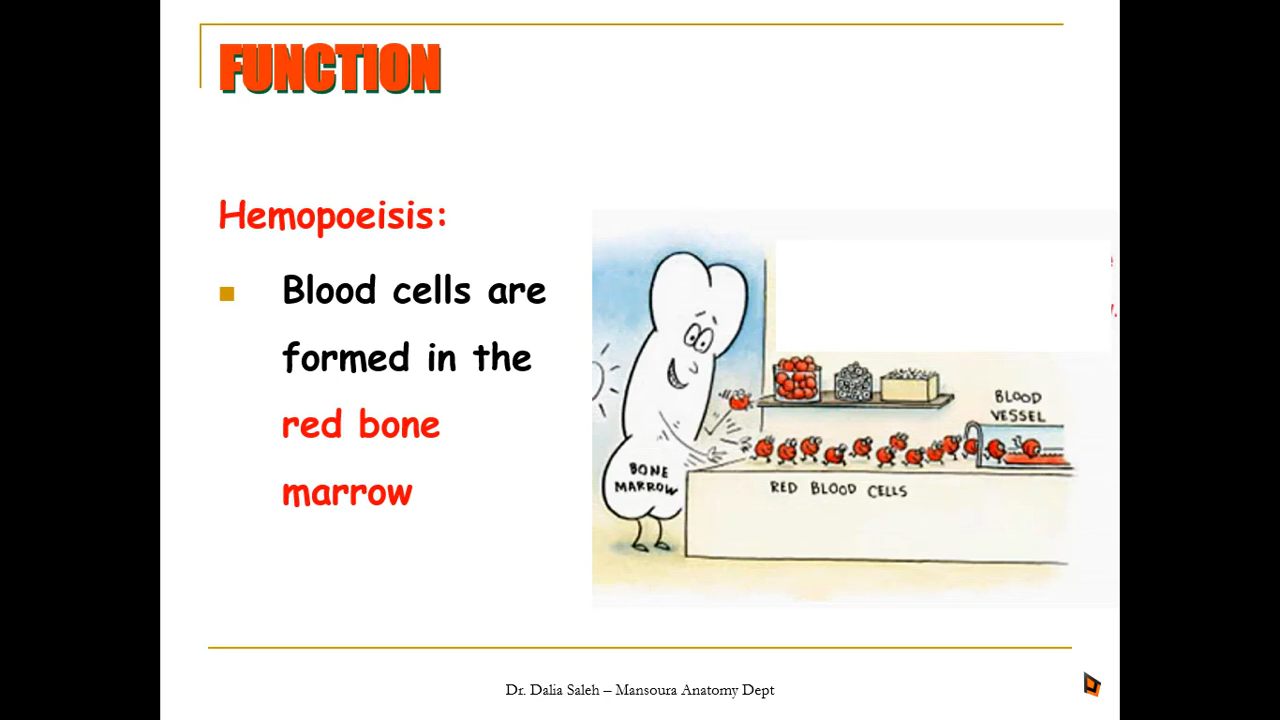 FUNCTION
Hemopoeisis:
Blood cells are
formed in the
red bone
marrow
BLOOD
VESSEL
BONE
MARROW
RED BLOOD CELLS
Dr. Dalia Saleh – Mansoura Anatomy Dept